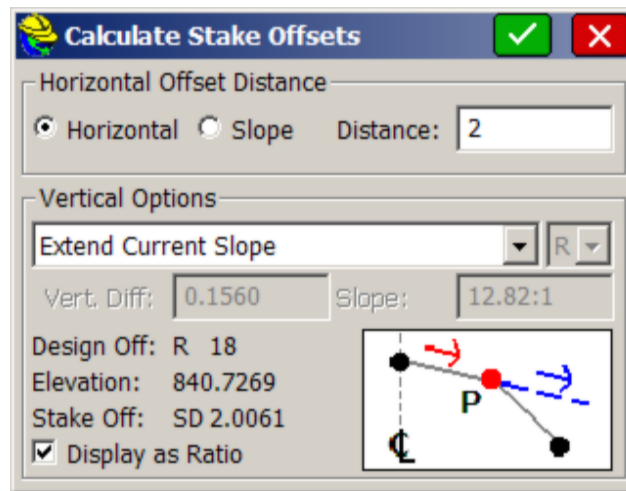 Calculate Stake Offsets
Horizontal Offset Distance
Horizontal Slope Distance: 2
Vertical Options
Extend Current Slope R
Vert. Diff: 0.1560 Slope: 12.82:1
Design Off: R 18
Elevation: 840.7269
Stake Off: SD 2.0061
Display as Ratio
P
℄